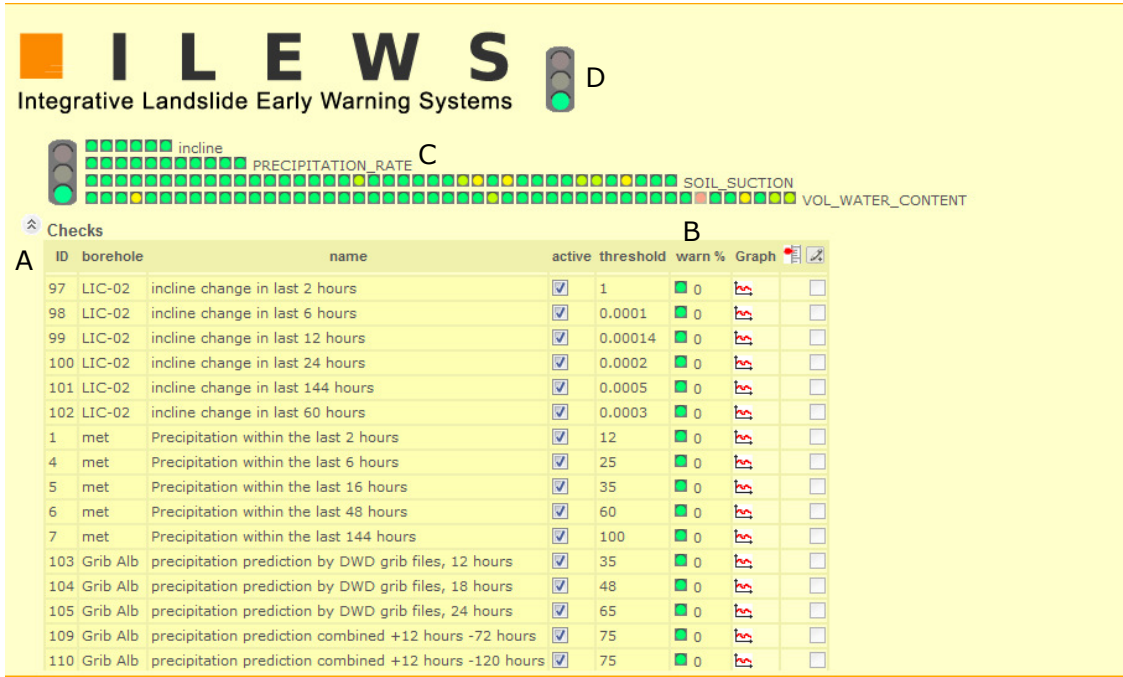 I L E W S
D
Integrative Landslide Early Warning Systems
incline
PRECIPITATION_RATE C
SOIL_SUCTION
VOL_WATER_CONTENT
Checks B
A ID borehole name active threshold warn % Graph
97 LIC-02 incline change in last 2 hours 1 0
98 LIC-02 incline change in last 6 hours 0.0001 0
99 LIC-02 incline change in last 12 hours 0.00014 0
100 LIC-02 incline change in last 24 hours 0.0002 0
101 LIC-02 incline change in last 144 hours 0.0005 0
102 LIC-02 incline change in last 60 hours 0.0003 0
1 met Precipitation within the last 2 hours 12 0
4 met Precipitation within the last 6 hours 25 0
5 met Precipitation within the last 16 hours 35 0
6 met Precipitation within the last 48 hours 60 0
7 met Precipitation within the last 144 hours 100 0
103 Grib Alb precipitation prediction by DWD grib files, 12 hours 35 0
104 Grib Alb precipitation prediction by DWD grib files, 18 hours 48 0
105 Grib Alb precipitation prediction by DWD grib files, 24 hours 65 0
109 Grib Alb precipitation prediction combined +12 hours -72 hours 75 0
110 Grib Alb precipitation prediction combined +12 hours -120 hours 75 0